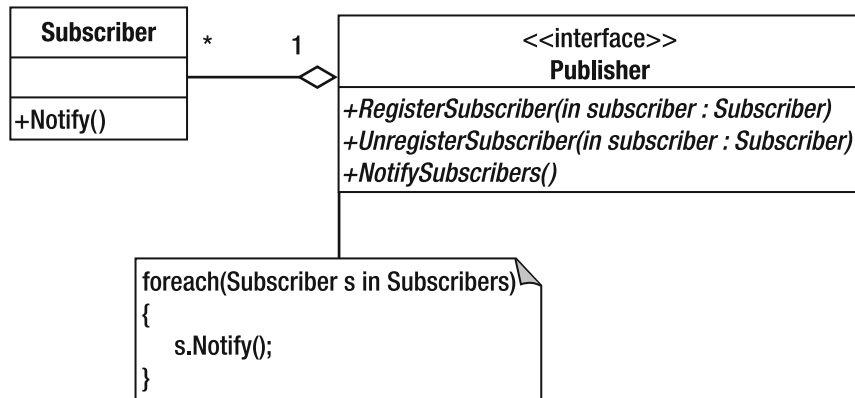 Subscriber
+Notify()
*
1
<<interface>>
Publisher
+RegisterSubscriber(in subscriber : Subscriber)
+UnregisterSubscriber(in subscriber : Subscriber)
+NotifySubscribers()
foreach(Subscriber s in Subscribers)
{
s.Notify();
}